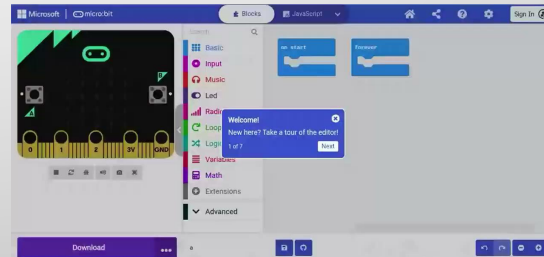 Microsoft
micro:bit
Blocks
JavaScript
Sign In
Search
Basic
Input
Music
Led
Radio
Loop
Logic
Variables
Math
Extensions
Advanced
on start
forever
Welcome!
New here? Take a tour of the editor!
1 of 7
Next
A
B
0
1
2
3V
GND
Download
a